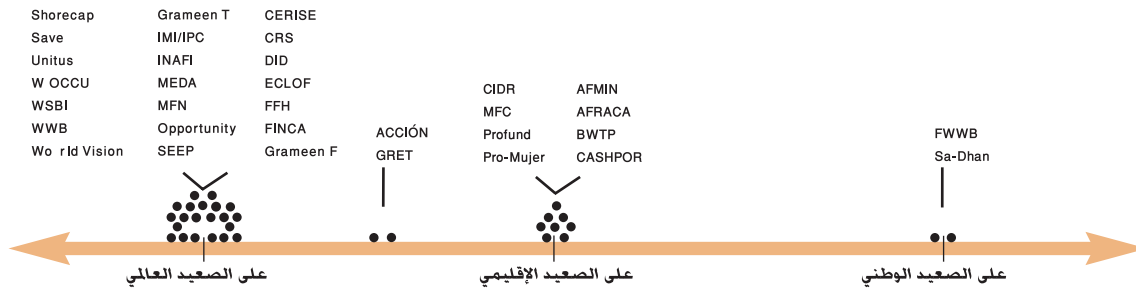 Shorecap Grameen T CERISE
Save IMI/IPC CRS
Unitus INAFI DID
W OCCU MEDA ECLOF
WSBI MFN FFH
WWB Opportunity FINCA
Wo rld Vision SEEP Grameen F
ACCIÓN
GRET
CIDR AFMIN
MFC AFRACA
Profund BWTP
Pro-Mujer CASHPOR
FWWB
Sa-Dhan
على الصعيد العالمي
على الصعيد الإقليمي
على الصعيد الوطني